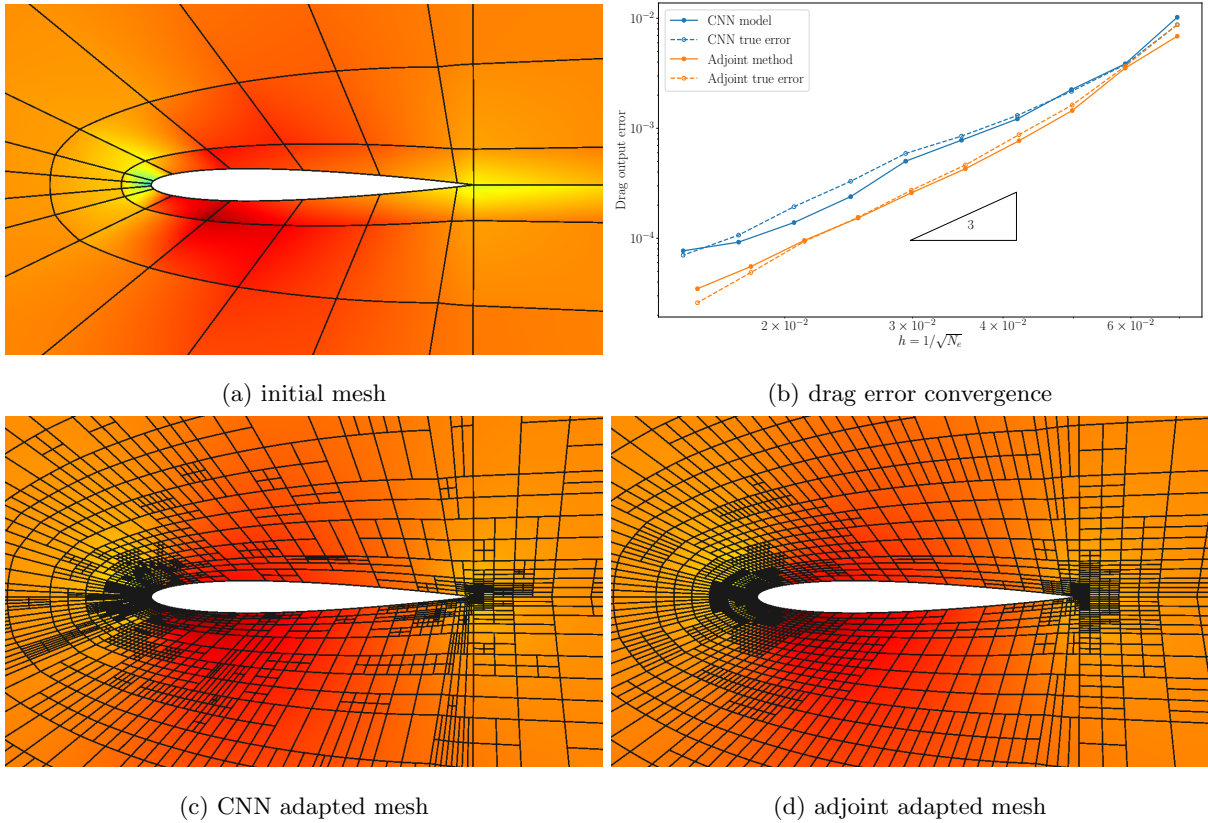 10⁻²
10⁻³
10⁻⁴
Drag output error
CNN model
CNN true error
Adjoint method
Adjoint true error
3
2 × 10⁻²
3 × 10⁻²
4 × 10⁻²
6 × 10⁻²
h = 1/√Nₑ
(a) initial mesh
(b) drag error convergence
(c) CNN adapted mesh
(d) adjoint adapted mesh